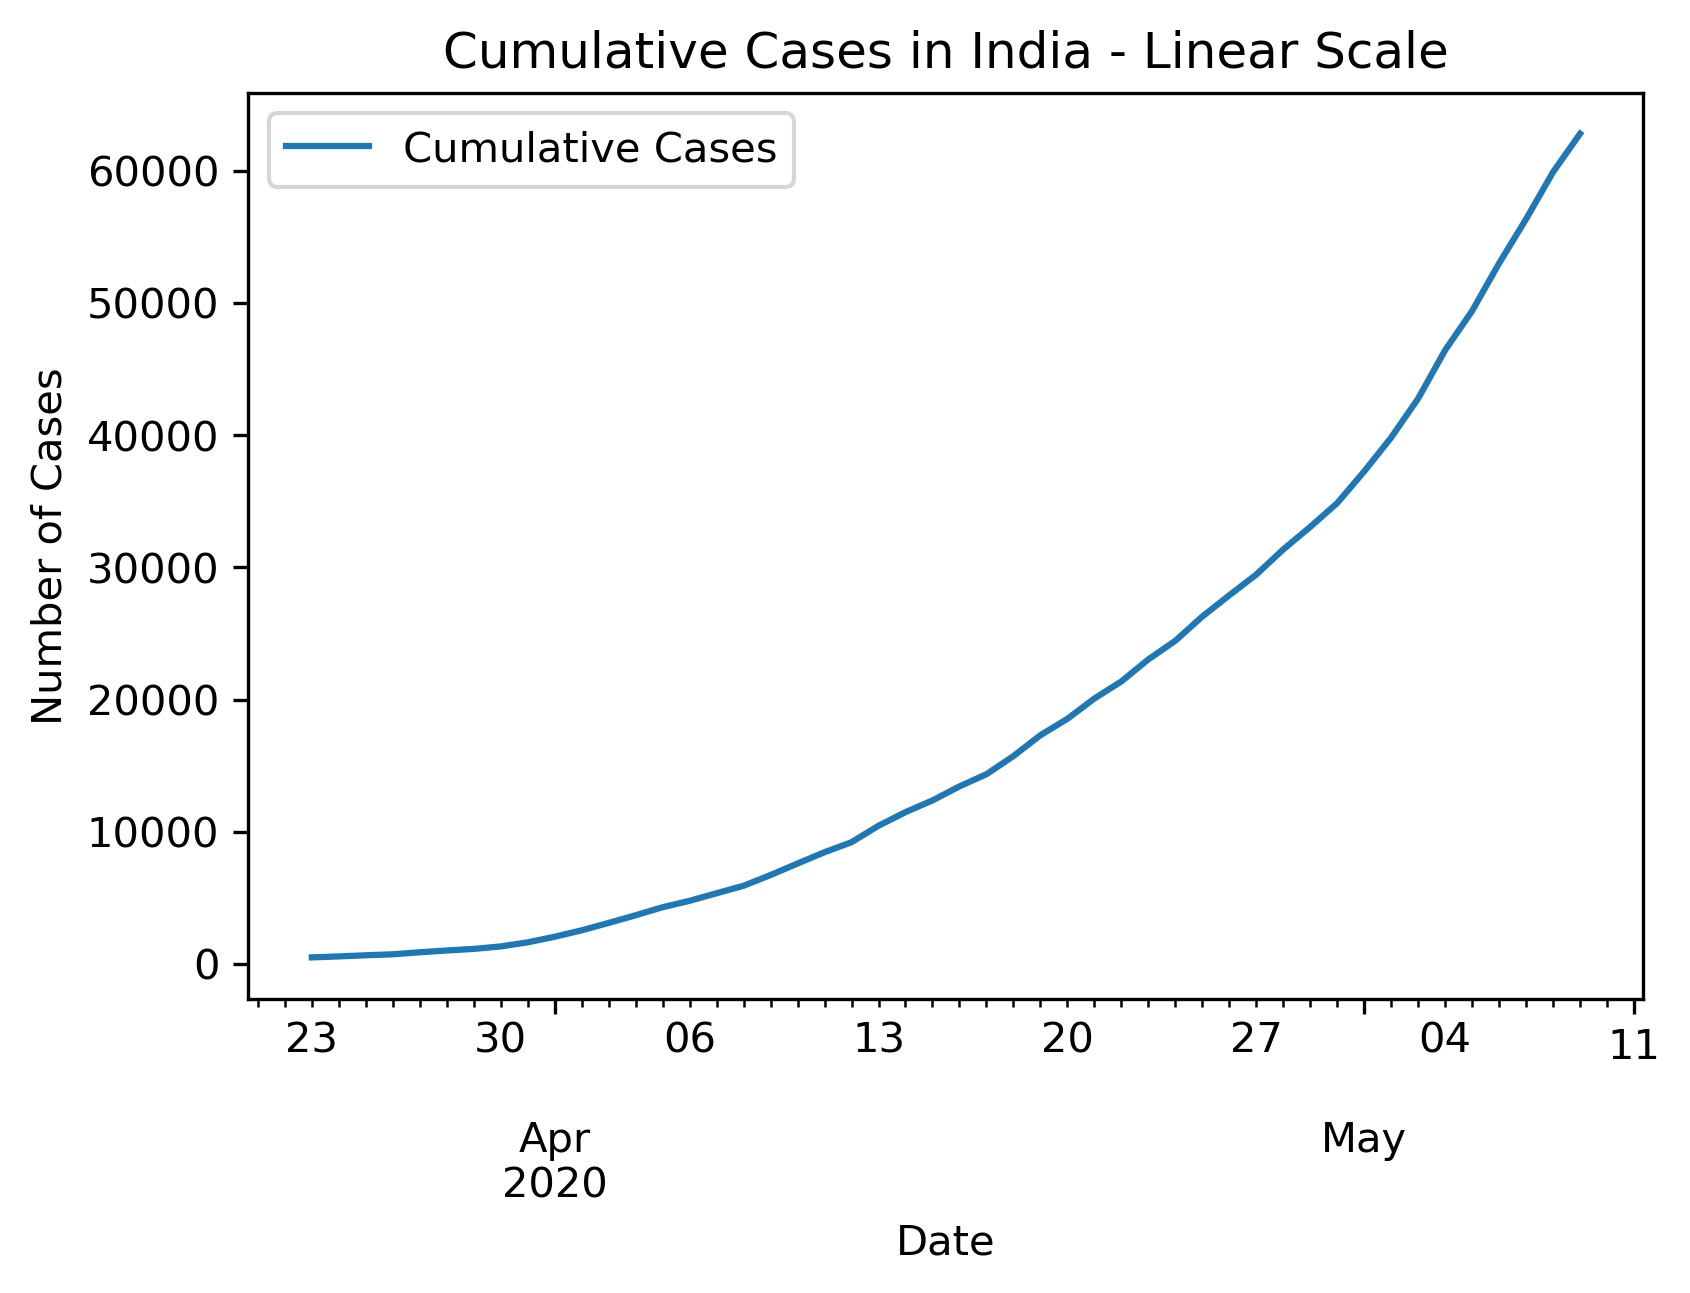 Cumulative Cases in India - Linear Scale
Cumulative Cases
60000
50000
40000
30000
20000
10000
0
Number of Cases
23 30 06 13 20 27 04 11
Apr May
2020
Date